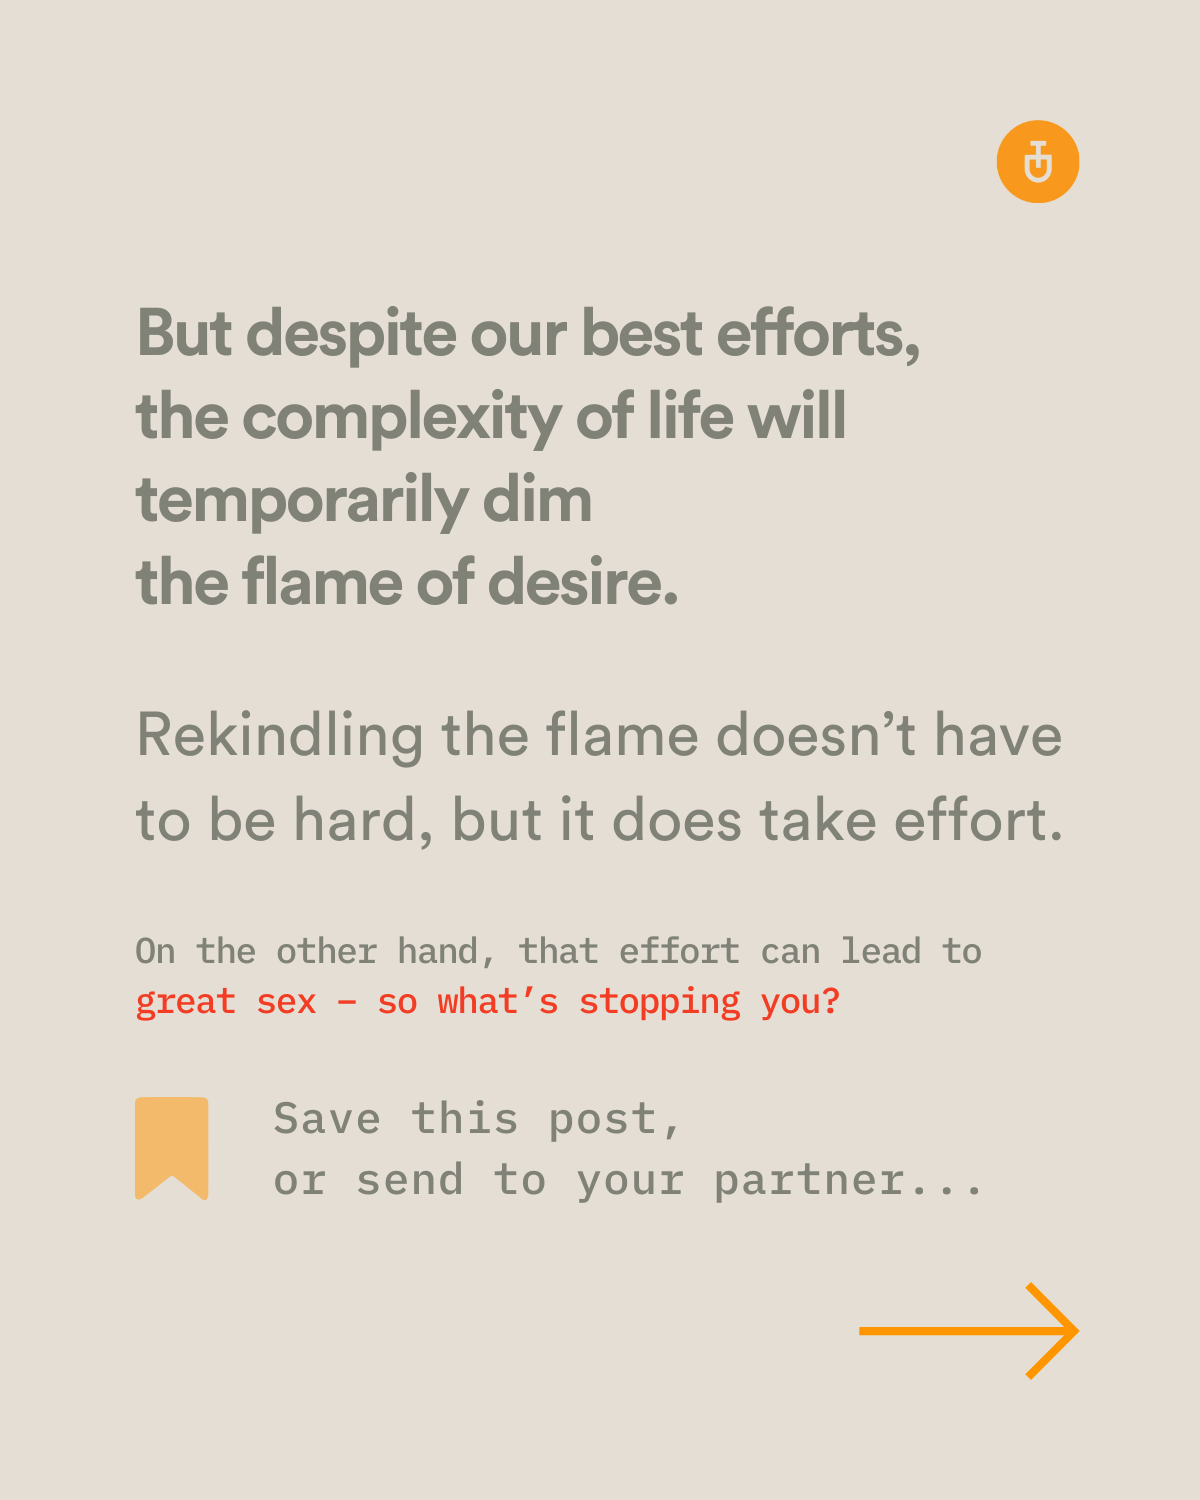 But despite our best efforts,
the complexity of life will
temporarily dim
the flame of desire.
Rekindling the flame doesn’t have
to be hard, but it does take effort.
On the other hand, that effort can lead to
great sex – so what’s stopping you?
Save this post,
or send to your partner...